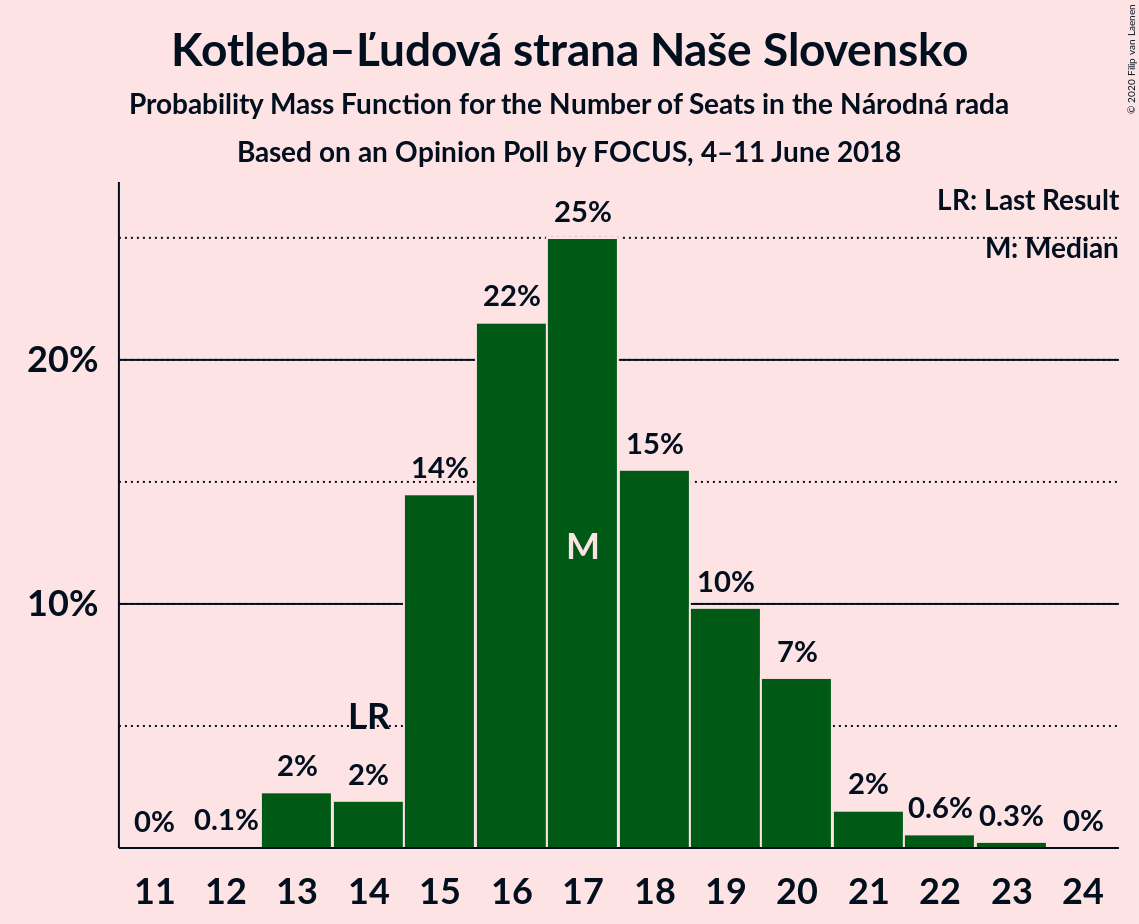 Kotleba–Ľudová strana Naše Slovensko
Probability Mass Function for the Number of Seats in the Národná rada
Based on an Opinion Poll by FOCUS, 4–11 June 2018
© 2020 Filip van Laenen
LR: Last Result
M: Median
25%
22%
20%
15%
14%
M
10%
10%
7%
LR
2%
2%
2%
0.6%
0.3%
0%
0.1%
0%
11 12 13 14 15 16 17 18 19 20 21 22 23 24